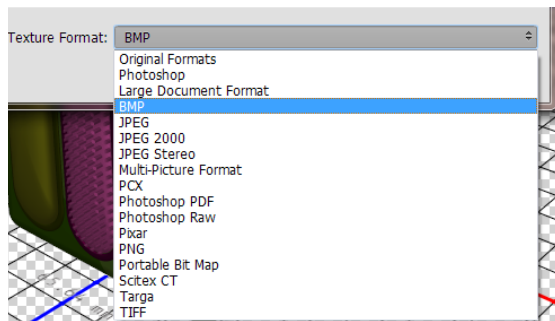 Texture Format: BMP
Original Formats
Photoshop
Large Document Format
BMP
JPEG
JPEG 2000
JPEG Stereo
Multi-Picture Format
PCX
Photoshop PDF
Photoshop Raw
Pixar
PNG
Portable Bit Map
Scitex CT
Targa
TIFF